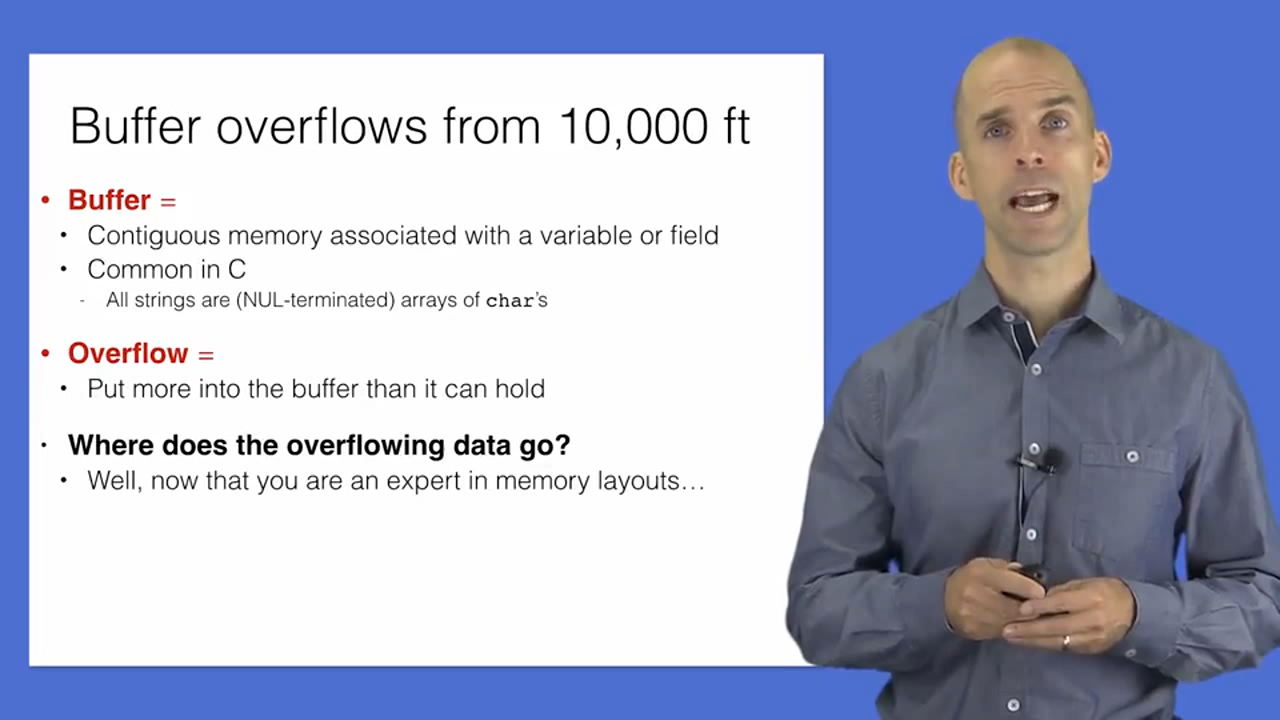 Buffer overflows from 10,000 ft
• Buffer =
• Contiguous memory associated with a variable or field
• Common in C
- All strings are (NUL-terminated) arrays of char’s
• Overflow =
• Put more into the buffer than it can hold
• Where does the overflowing data go?
• Well, now that you are an expert in memory layouts…